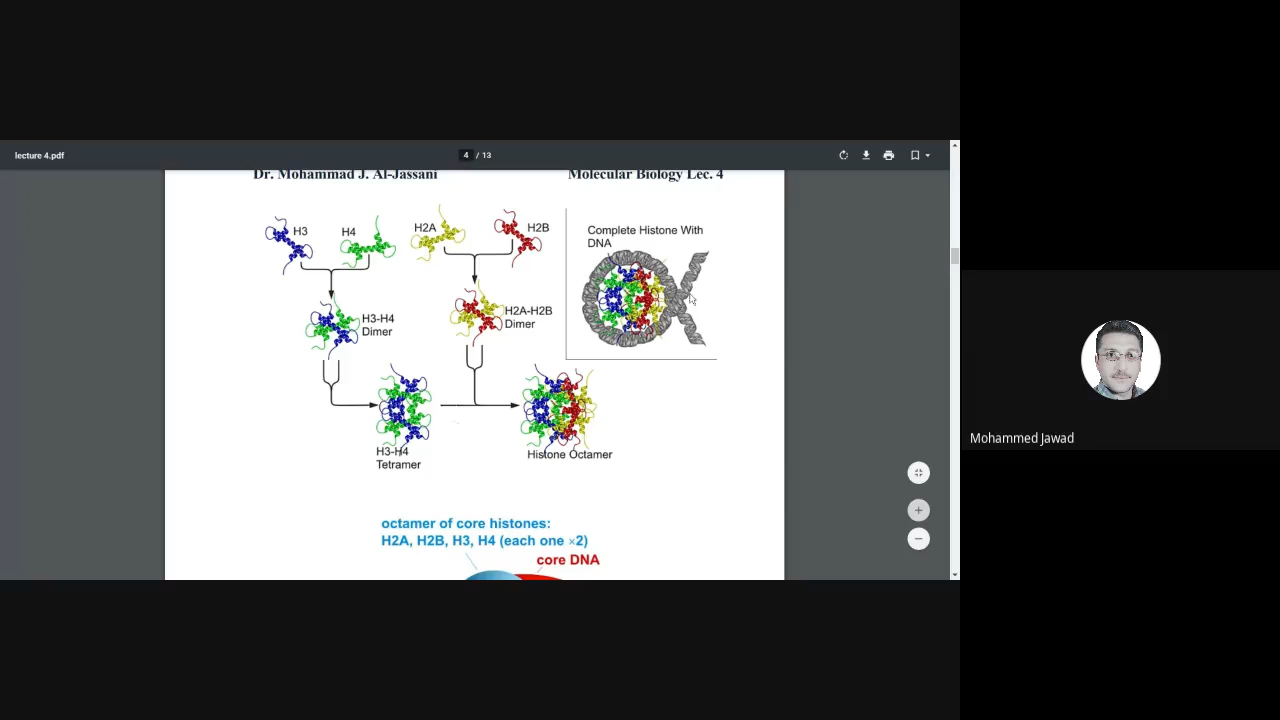 lecture 4.pdf
4 / 13
Dr. Mohammad J. Al-Jassani
Molecular Biology Lec. 4
H3
H4
H2A
H2B
Complete Histone With
DNA
H3-H4
Dimer
H2A-H2B
Dimer
H3-H4
Tetramer
Histone Octamer
octamer of core histones:
H2A, H2B, H3, H4 (each one ×2)
core DNA
Mohammed Jawad